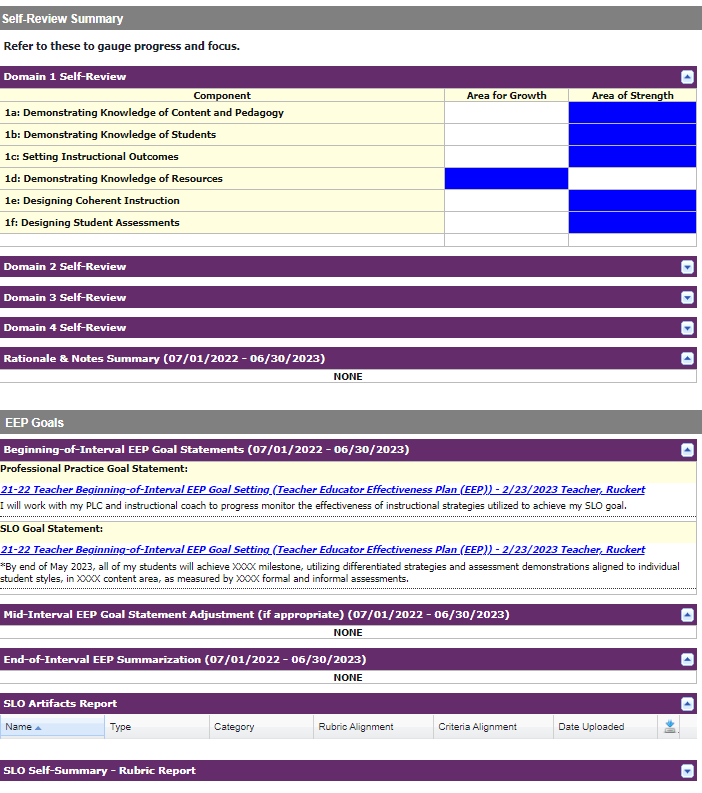 Self-Review Summary
Refer to these to gauge progress and focus.
Domain 1 Self-Review
Component Area for Growth Area of Strength
1a: Demonstrating Knowledge of Content and Pedagogy
1b: Demonstrating Knowledge of Students
1c: Setting Instructional Outcomes
1d: Demonstrating Knowledge of Resources
1e: Designing Coherent Instruction
1f: Designing Student Assessments
Domain 2 Self-Review
Domain 3 Self-Review
Domain 4 Self-Review
Rationale & Notes Summary (07/01/2022 - 06/30/2023)
NONE
EEP Goals
Beginning-of-Interval EEP Goal Statements (07/01/2022 - 06/30/2023)
Professional Practice Goal Statement:
21-22 Teacher Beginning-of-Interval EEP Goal Setting (Teacher Educator Effectiveness Plan (EEP)) - 2/23/2023 Teacher, Ruckert
I will work with my PLC and instructional coach to progress monitor the effectiveness of instructional strategies utilized to achieve my SLO goal.
SLO Goal Statement:
21-22 Teacher Beginning-of-Interval EEP Goal Setting (Teacher Educator Effectiveness Plan (EEP)) - 2/23/2023 Teacher, Ruckert
*By end of May 2023, all of my students will achieve XXXX milestone, utilizing differentiated strategies and assessment demonstrations aligned to individual
student styles, in XXXX content area, as measured by XXXX formal and informal assessments.
Mid-Interval EEP Goal Statement Adjustment (if appropriate) (07/01/2022 - 06/30/2023)
NONE
End-of-Interval EEP Summarization (07/01/2022 - 06/30/2023)
NONE
SLO Artifacts Report
Name Type Category Rubric Alignment Criteria Alignment Date Uploaded
SLO Self-Summary - Rubric Report